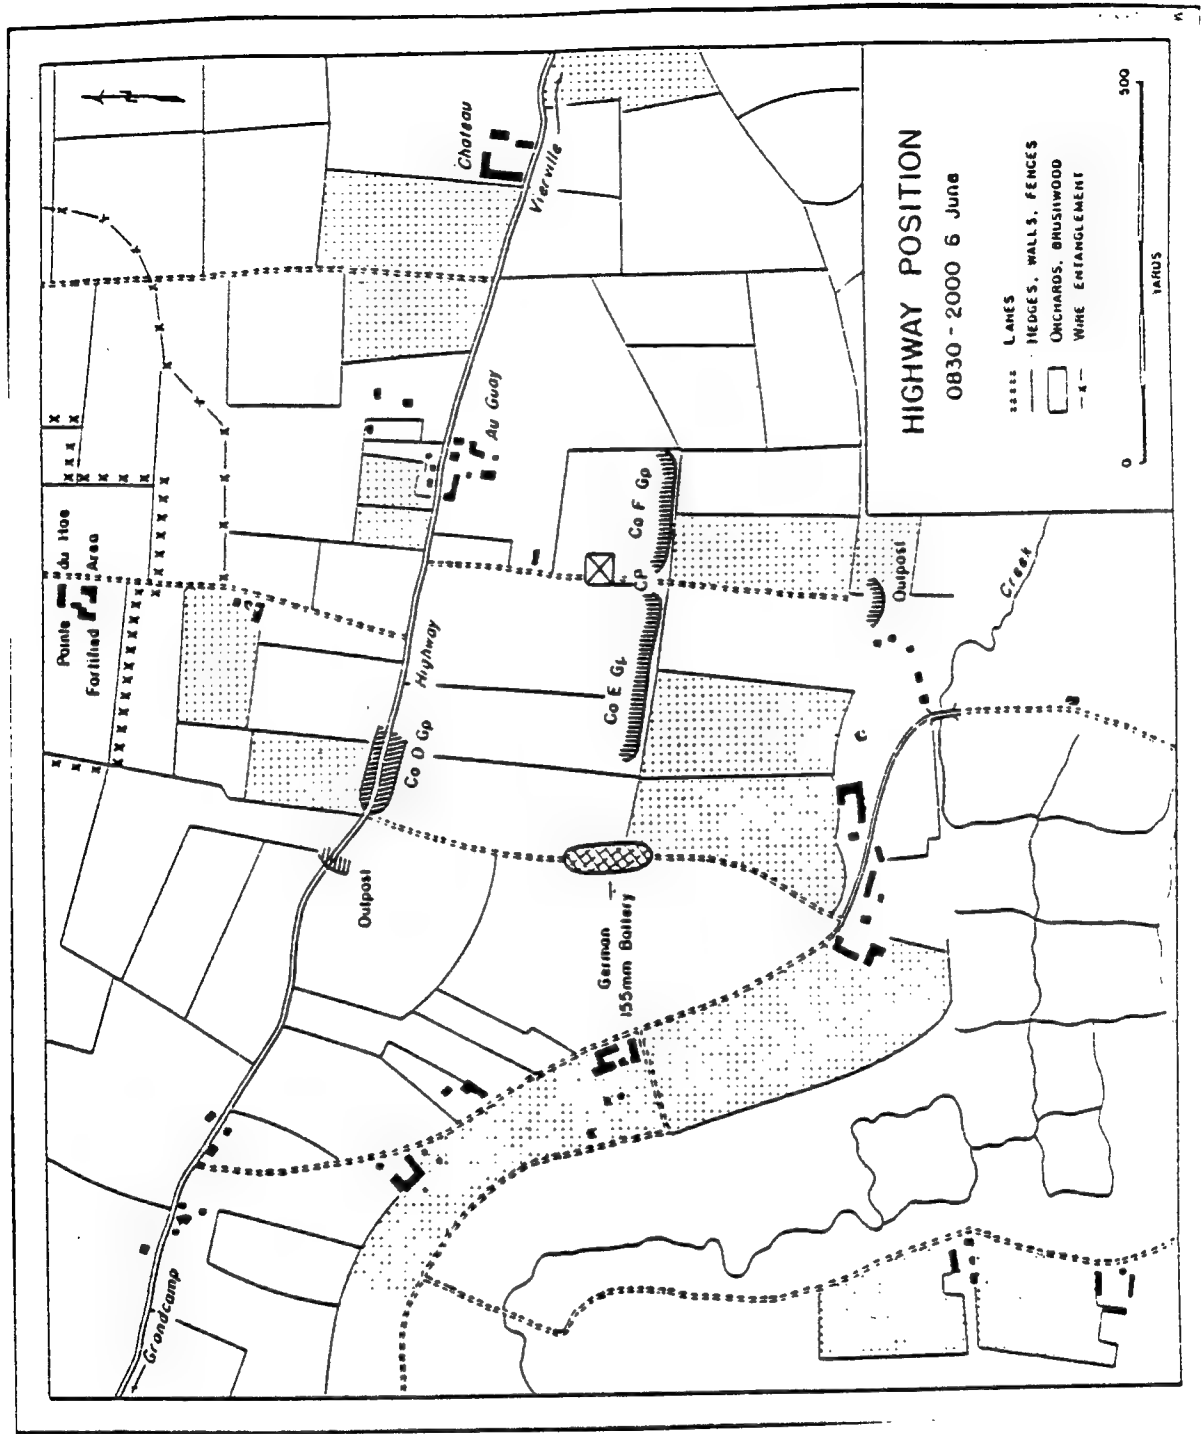 HIGHWAY POSITION
0830-2000 6 June
LANES
HEDGES, WALLS, FENCES
ORCHARDS, BRUSHWOOD
WIRE ENTANGLEMENT
0
500
YARDS
Pointe du Hoe
Fortified Area
Chateau
Vierville
Au Guay
Highway
Co D Gp
Outpost
Grandcamp
Co F Gp
CP
Co E Gp
Outpost
Creek
German
155mm Battery